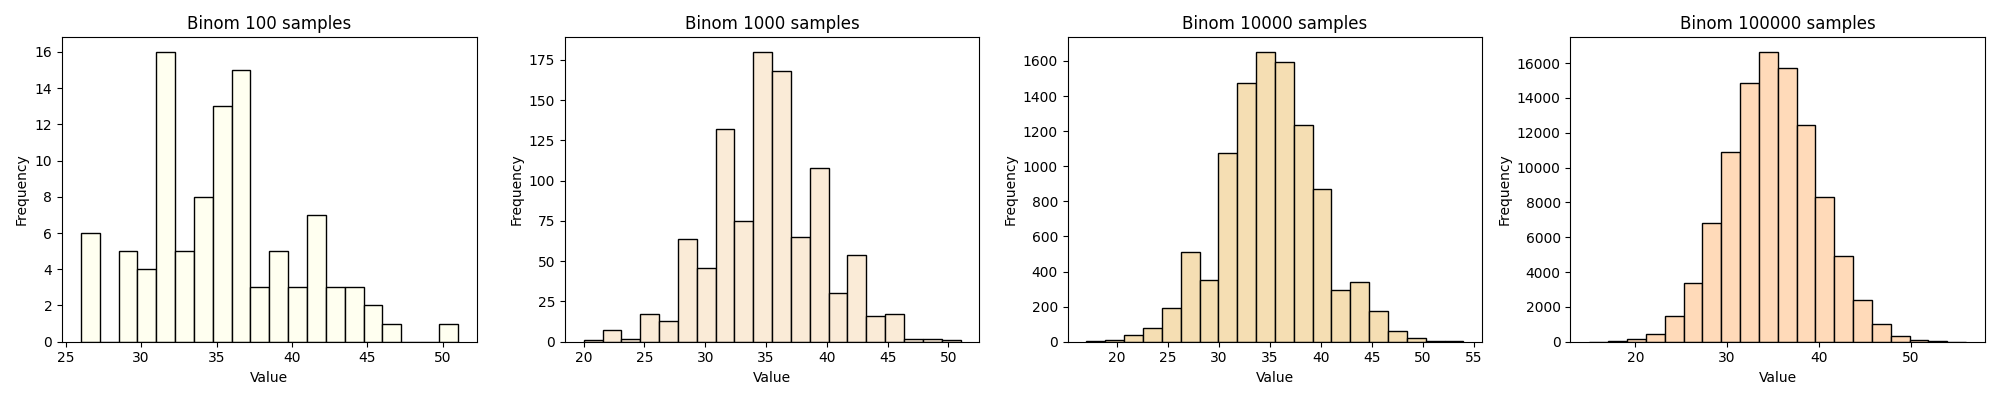 Binom 100 samples
16
14
12
10
8
6
4
2
0
25 30 35 40 45 50
Frequency
Value
Binom 1000 samples
175
150
125
100
75
50
25
0
20 25 30 35 40 45 50
Frequency
Value
Binom 10000 samples
1600
1400
1200
1000
800
600
400
200
0
20 25 30 35 40 45 50 55
Frequency
Value
Binom 100000 samples
16000
14000
12000
10000
8000
6000
4000
2000
0
20 30 40 50
Frequency
Value